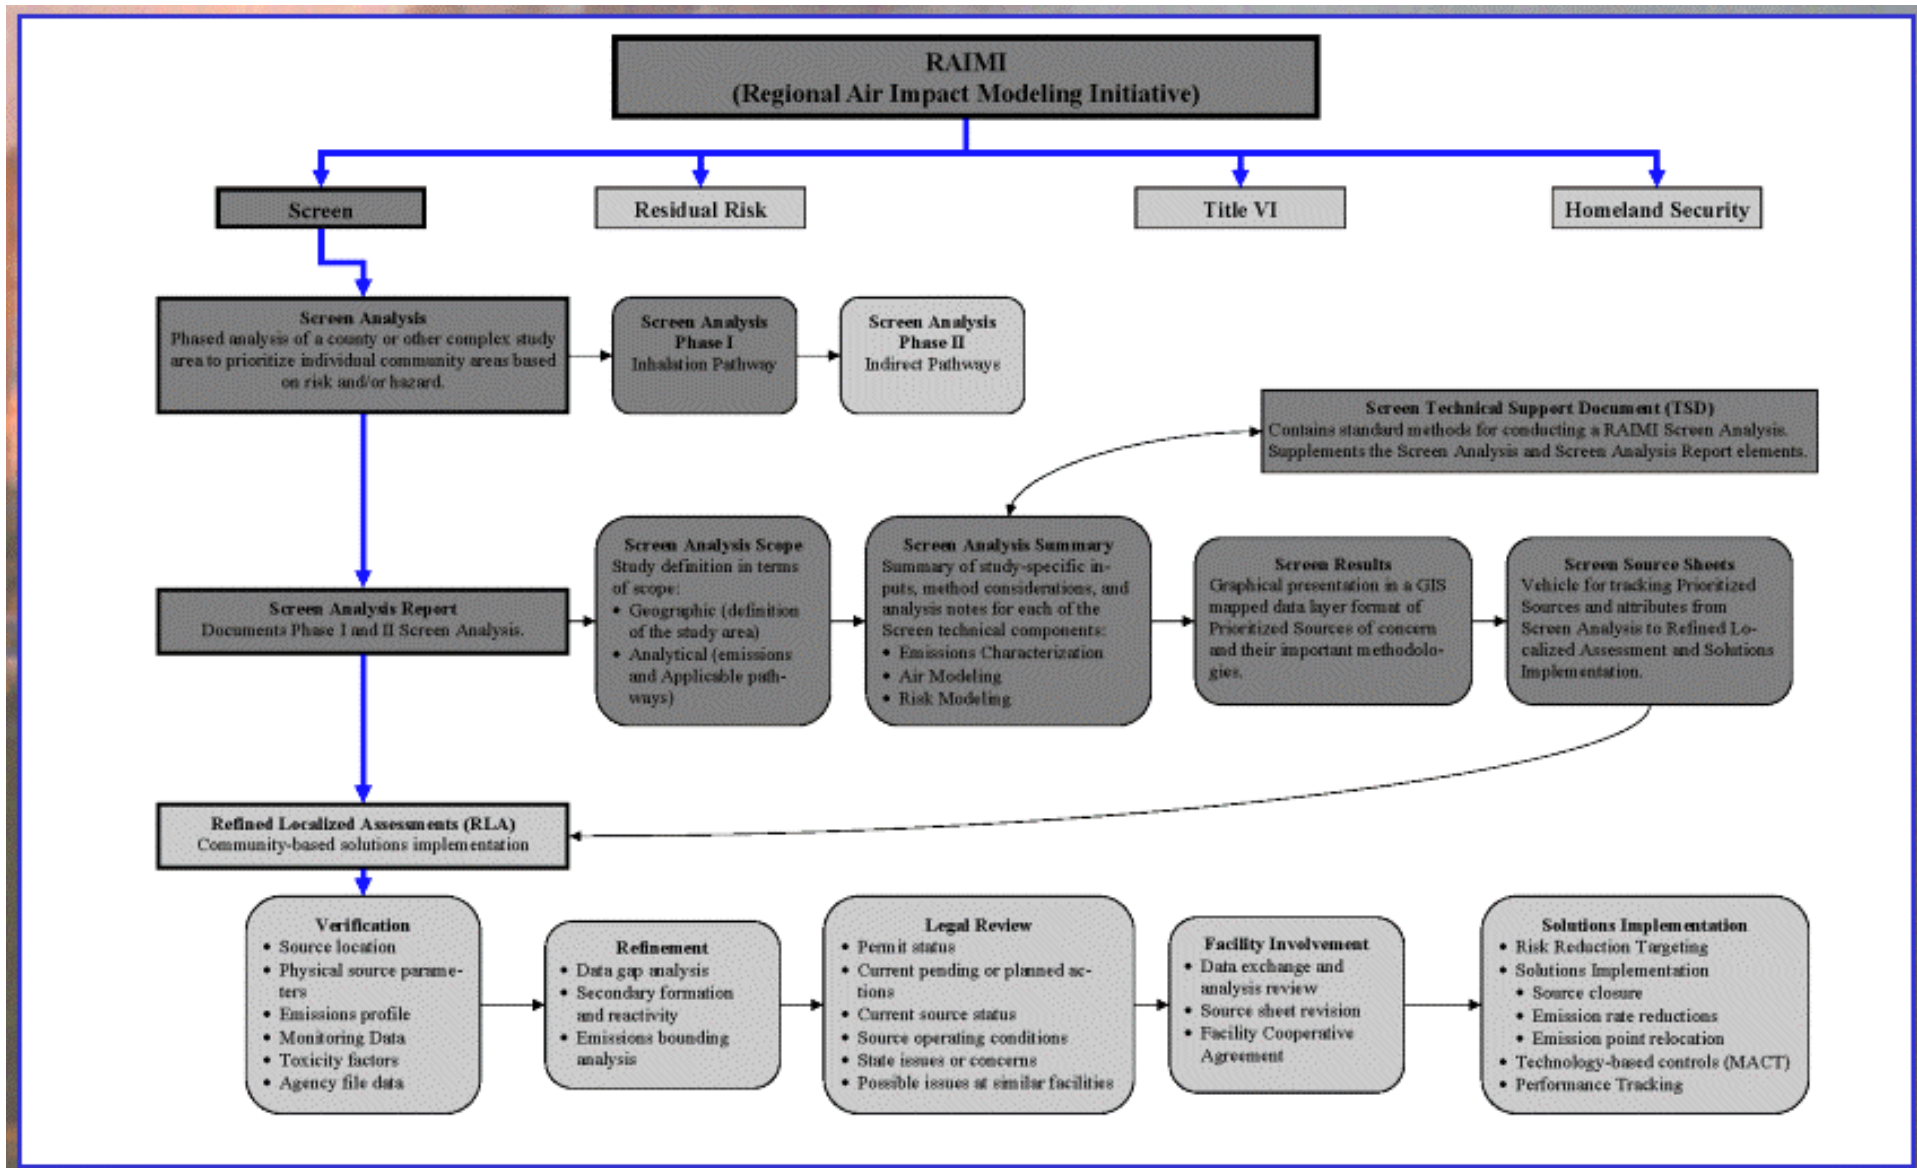 RAIMI
(Regional Air Impact Modeling Initiative)
Screen
Residual Risk
Title VI
Homeland Security
Screen Analysis
Phased analysis of a county or other complex study
area to prioritize individual community areas based
on risk and/or hazard.
Screen Analysis
Phase I
Inhalation Pathway
Screen Analysis
Phase II
Indirect Pathways
Screen Technical Support Document (TSD)
Contains standard methods for conducting a RAIMI Screen Analysis.
Supplements the Screen Analysis and Screen Analysis Report elements.
Screen Analysis Report
Documents Phase I and II Screen Analysis.
Screen Analysis Scope
Study definition in terms
of scope:
• Geographic (definition
of the study area)
• Analytical (emissions
and Applicable path-
ways)
Screen Analysis Summary
Summary of study-specific in-
puts, method considerations, and
analysis notes for each of the
Screen technical components:
• Emissions Characterization
• Air Modeling
• Risk Modeling
Screen Results
Graphical presentation in a GIS
mapped data layer format of
Prioritized Sources of concern
and their important methodolo-
gies.
Screen Source Sheets
Vehicle for tracking Prioritized
Sources and attributes from
Screen Analysis to Refined Lo-
calized Assessment and Solutions
Implementation.
Refined Localized Assessments (RLA)
Community-based solutions implementation
Verification
• Source location
• Physical source parame-
ters
• Emissions profile
• Monitoring Data
• Toxicity factors
• Agency file data
Refinement
• Data gap analysis
• Secondary formation
and reactivity
• Emissions bounding
analysis
Legal Review
• Permit status
• Current pending or planned ac-
tions
• Current source status
• Source operating conditions
• State issues or concerns
• Possible issues at similar facilities
Facility Involvement
• Data exchange and
analysis review
• Source sheet revision
• Facility Cooperative
Agreement
Solutions Implementation
• Risk Reduction Targeting
• Solutions Implementation
• Source closure
• Emission rate reductions
• Emission point relocation
• Technology-based controls (MACT)
• Performance Tracking